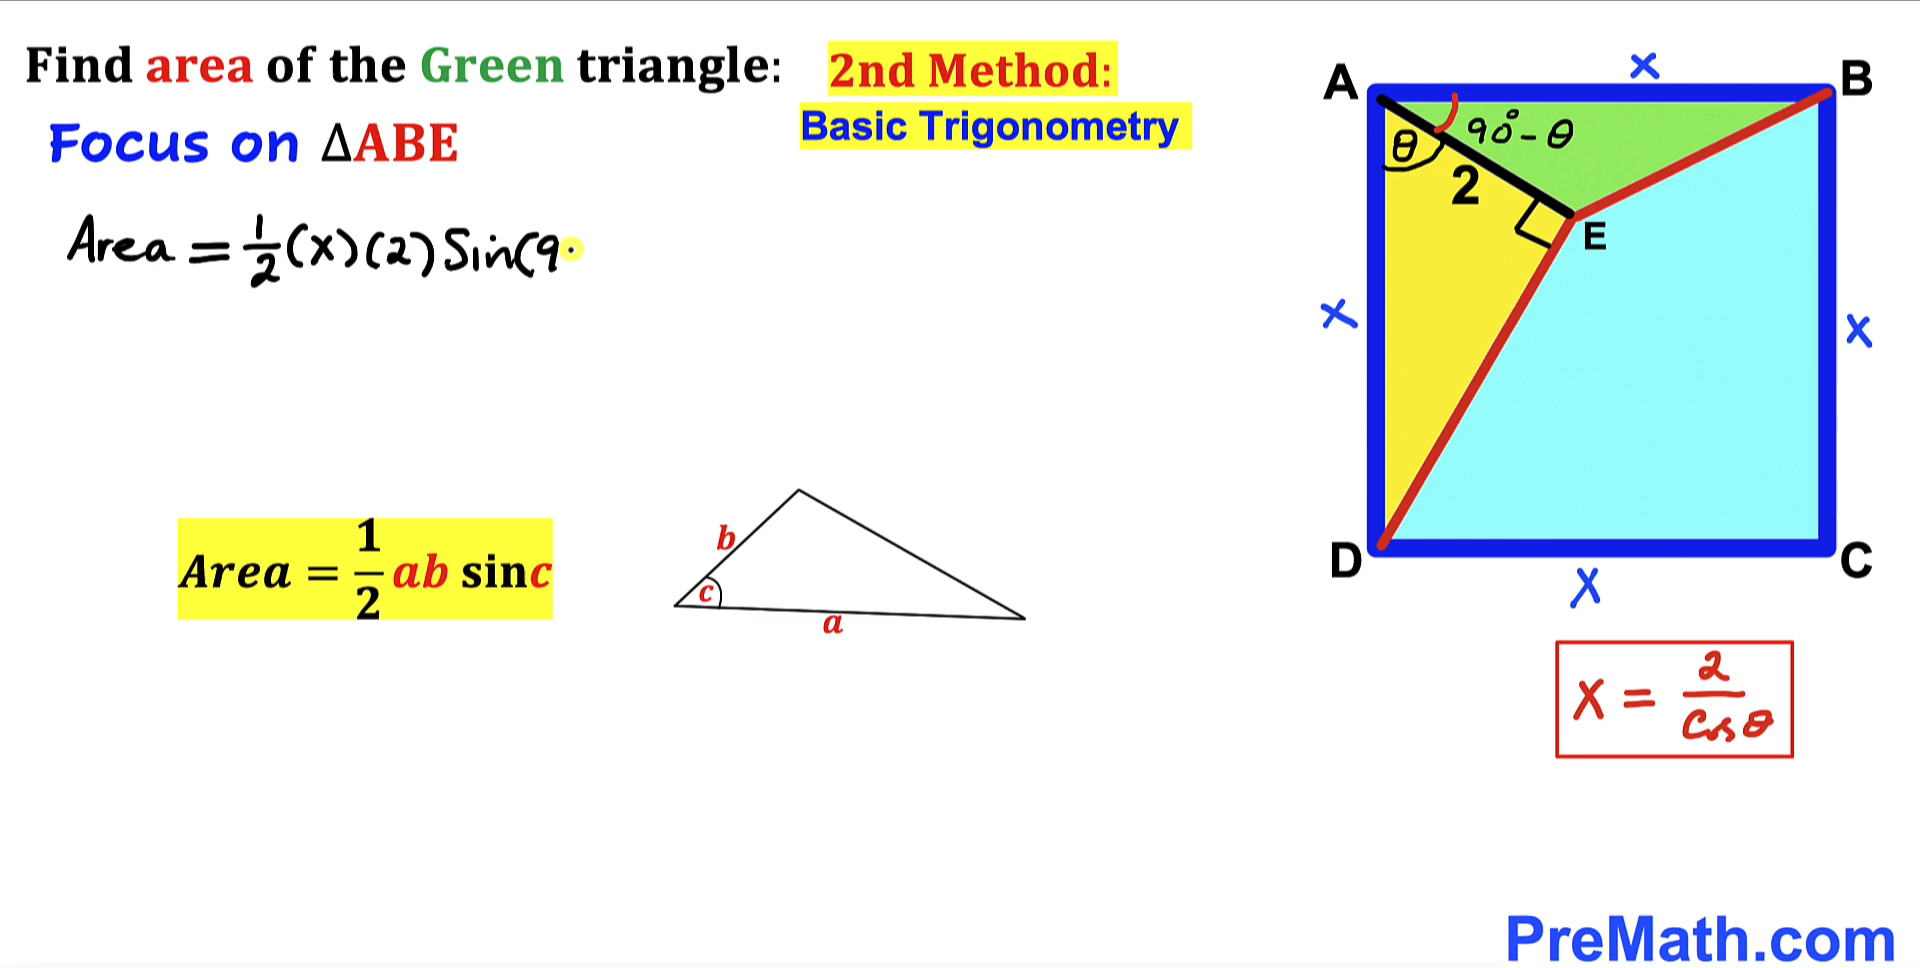 Find area of the Green triangle:
2nd Method:
Basic Trigonometry
Focus on ΔABE
Area = 1/2 (x)(2) Sin(9
Area = 1/2 ab sinc
b
c
a
A
x
B
θ
90° - θ
2
E
x
x
D
x
C
x = 2/Cosθ
PreMath.com